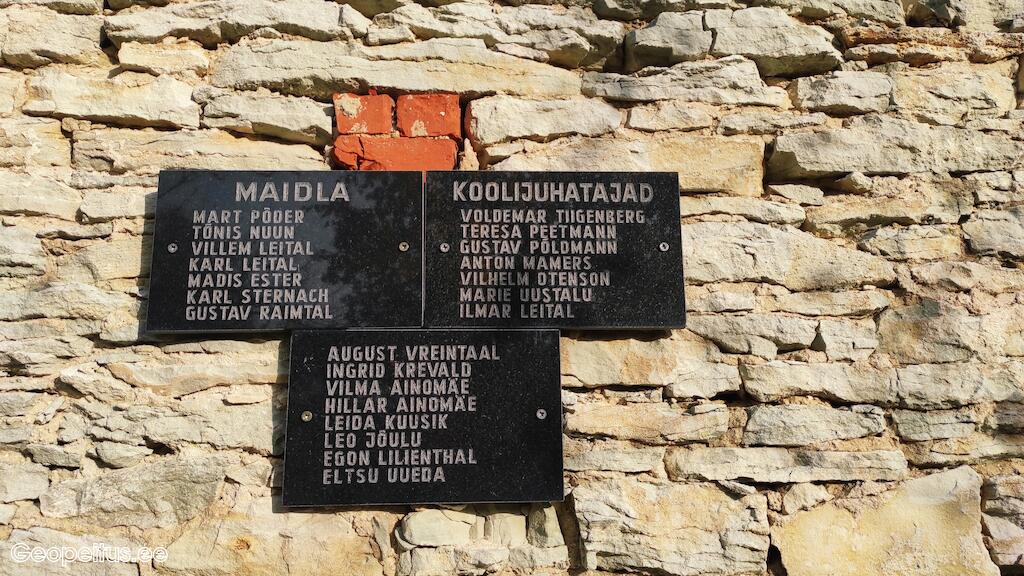 MAIDLA
MART PÕDER
TÕNIS NUUN
VILLEM LEITAL
KARL LEITAL
MADIS ESTER
KARL STERNACH
GUSTAV RAIMTAL
KOOLIJUHATAJAD
VOLDEMAR TIIGENBERG
TERESA PEETMANN
GUSTAV PÕLDMANN
ANTON MAMERS
VILHELM OTENSON
MARIE UUSTALU
ILMAR LEITAL
AUGUST VREINTAAL
INGRID KREVALD
VILMA AINOMÄE
HILLAR AINOMÄE
LEIDA KUUSIK
LEO JÕULU
EGON LILIENTHAL
ELTSU UUEDA
Geopeitus.ee